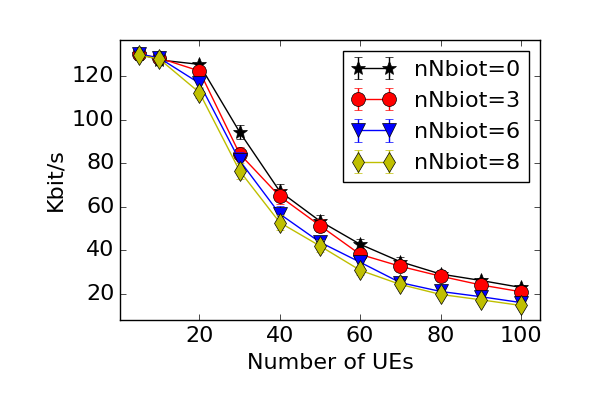 120
100
80
60
40
20
Kbit/s
nNbiot=0
nNbiot=3
nNbiot=6
nNbiot=8
20 40 60 80 100
Number of UEs